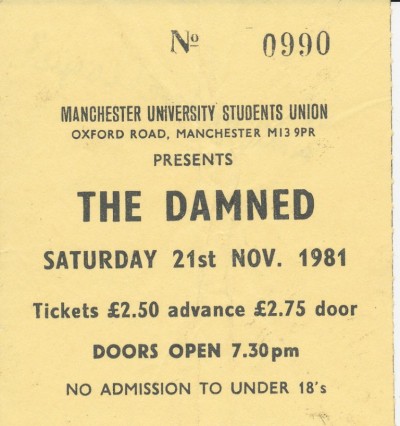 Nº 0990
MANCHESTER UNIVERSITY STUDENTS UNION
OXFORD ROAD, MANCHESTER M13 9PR
PRESENTS
THE DAMNED
SATURDAY 21st NOV. 1981
Tickets £2.50 advance £2.75 door
DOORS OPEN 7.30pm
NO ADMISSION TO UNDER 18's